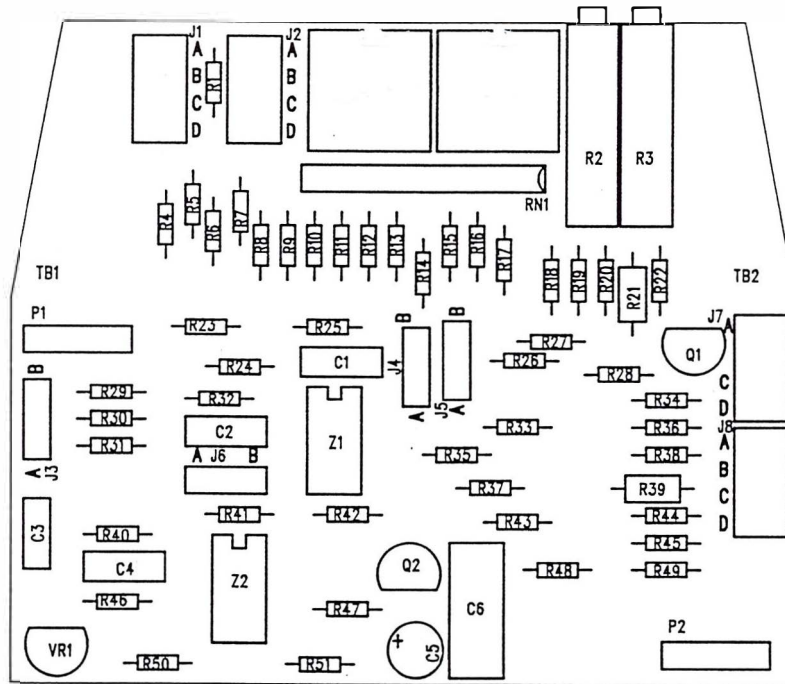 J1 J2
A A
B R1 B
C C
D D
R2 R3
RN1
R4 R5 R6 R7 R8 R9 R10 R11 R12 R13 R14 R15 R16 R17 R18 R19 R20 R21 R22
TB1 TB2
P1 R23 R25 B B J7 A
R27 Q1
B R24 C1 J4 R26 R28 C
R29 R32 J5 R34 D
R30 A A
C2 Z1 R33 R36 J8
R31 A J6 B R35 R38 A
A J3 B
R37 R39 C
C3 R41 R42 R43 R44 D
R40 R45
C4 Z2 Q2 C6 R48 R49
R46 R47
VR1 + C5 P2
R50 R51